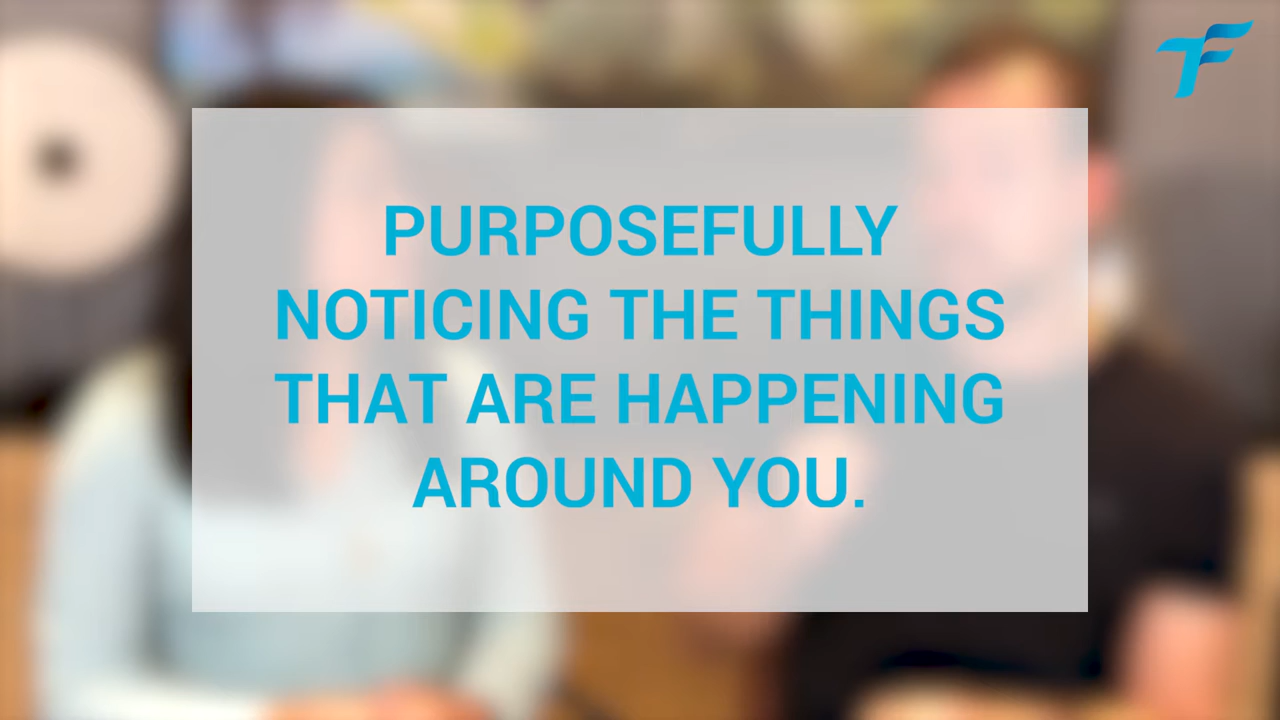 PURPOSEFULLY
NOTICING THE THINGS
THAT ARE HAPPENING
AROUND YOU.